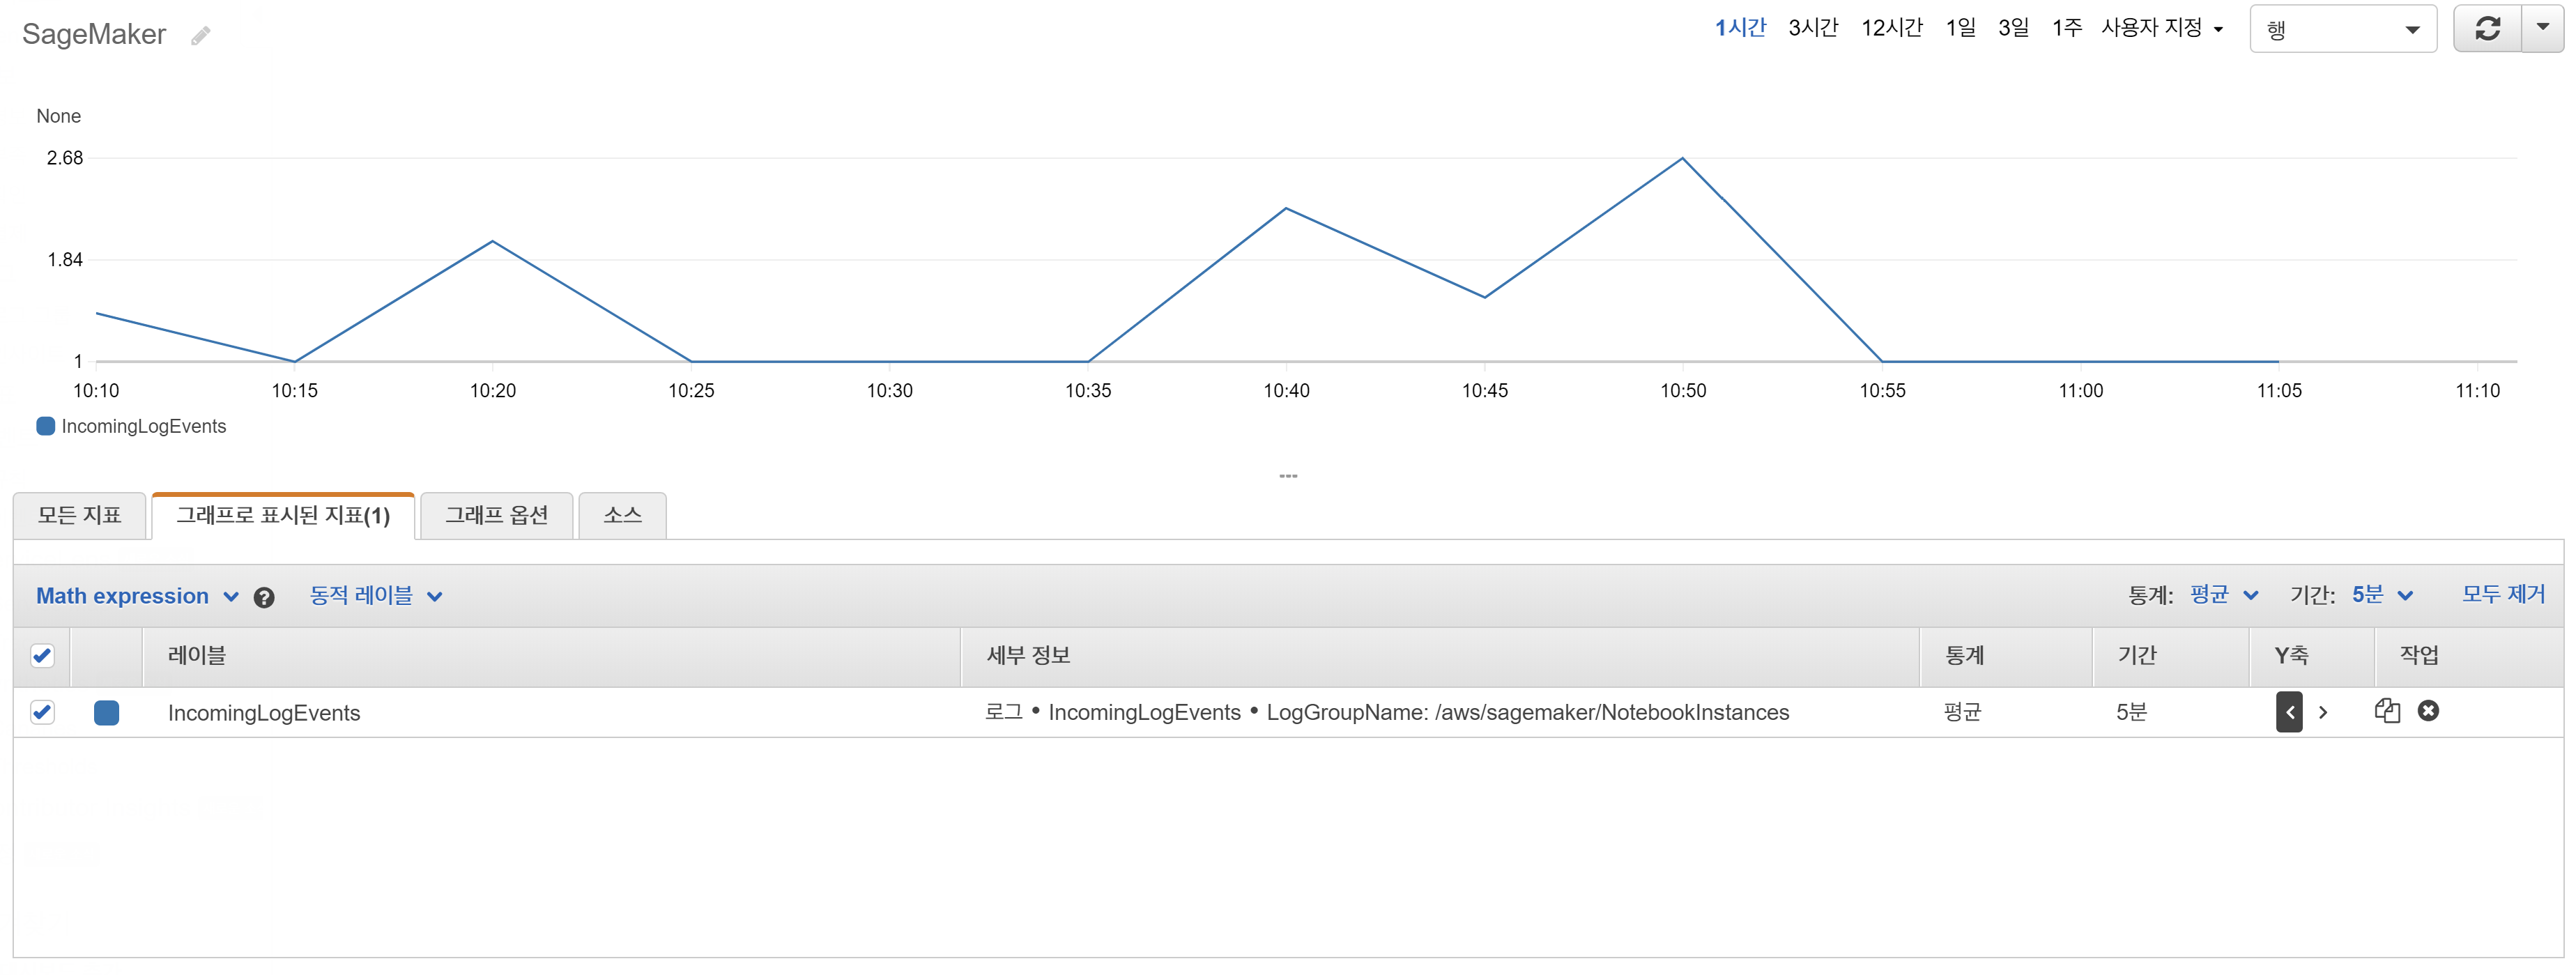 SageMaker
1시간 3시간 12시간 1일 3일 1주 사용자 지정 행
None
2.68
1.84
1
10:10 10:15 10:20 10:25 10:30 10:35 10:40 10:45 10:50 10:55 11:00 11:05 11:10
IncomingLogEvents
모든 지표 그래프로 표시된 지표(1) 그래프 옵션 소스
Math expression 동적 레이블 통계: 평균 기간: 5분 모두 제거
레이블 세부 정보 통계 기간 Y축 작업
IncomingLogEvents 로그 • IncomingLogEvents • LogGroupName: /aws/sagemaker/NotebookInstances 평균 5분